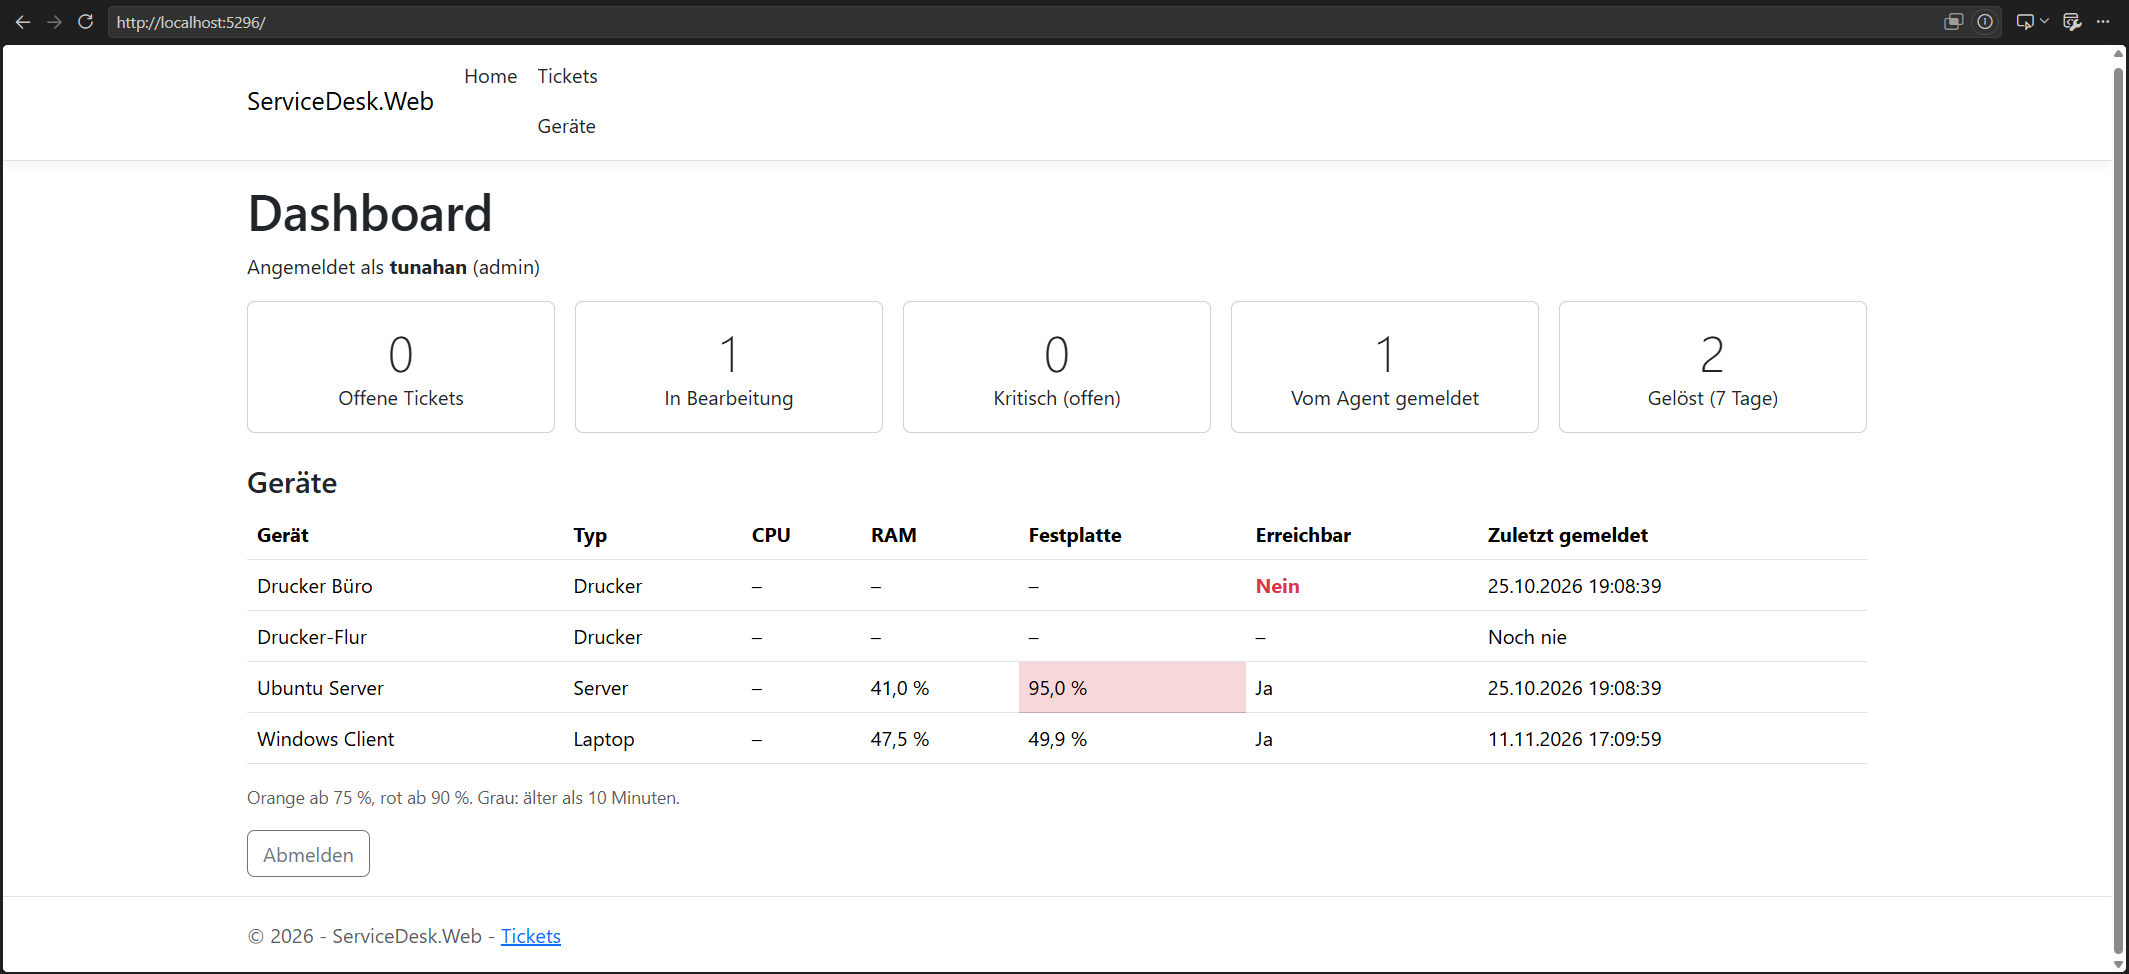 http://localhost:5296/
ServiceDesk.Web
Home Tickets
Geräte
Dashboard
Angemeldet als tunahan (admin)
0 1 0 1 2
Offene Tickets In Bearbeitung Kritisch (offen) Vom Agent gemeldet Gelöst (7 Tage)
Geräte
Gerät Typ CPU RAM Festplatte Erreichbar Zuletzt gemeldet
Drucker Büro Drucker – – – Nein 25.10.2026 19:08:39
Drucker-Flur Drucker – – – – Noch nie
Ubuntu Server Server – 41,0 % 95,0 % Ja 25.10.2026 19:08:39
Windows Client Laptop – 47,5 % 49,9 % Ja 11.11.2026 17:09:59
Orange ab 75 %, rot ab 90 %. Grau: älter als 10 Minuten.
Abmelden
© 2026 - ServiceDesk.Web - Tickets